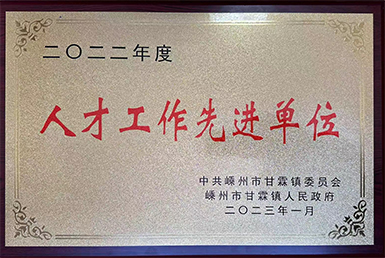 二〇二二年度
人才工作先进单位
中共嵊州市甘霖镇委员会
嵊州市甘霖镇人民政府
二〇二三年一月